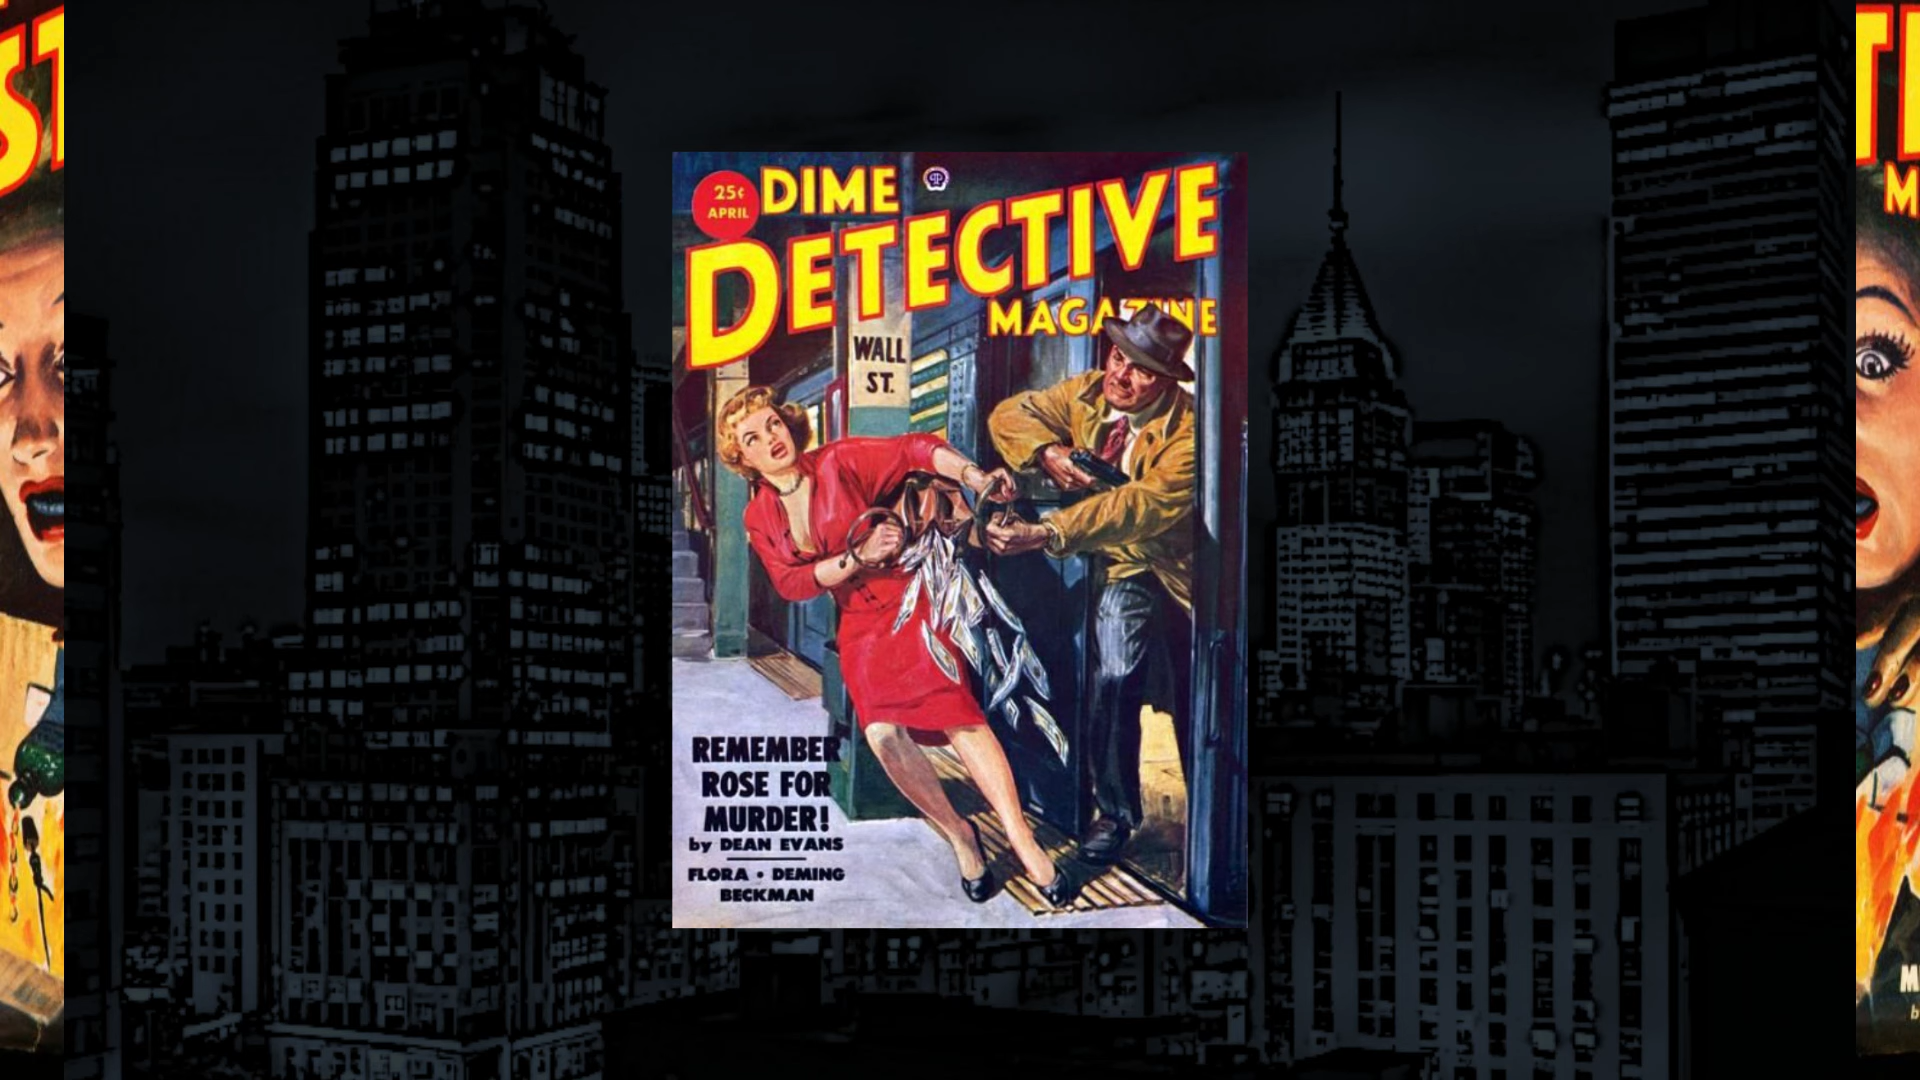 25¢
APRIL
DIME
DETECTIVE
MAGAZINE
WALL
ST.
REMEMBER
ROSE FOR
MURDER!
by DEAN EVANS
FLORA • DEMING
BECKMAN